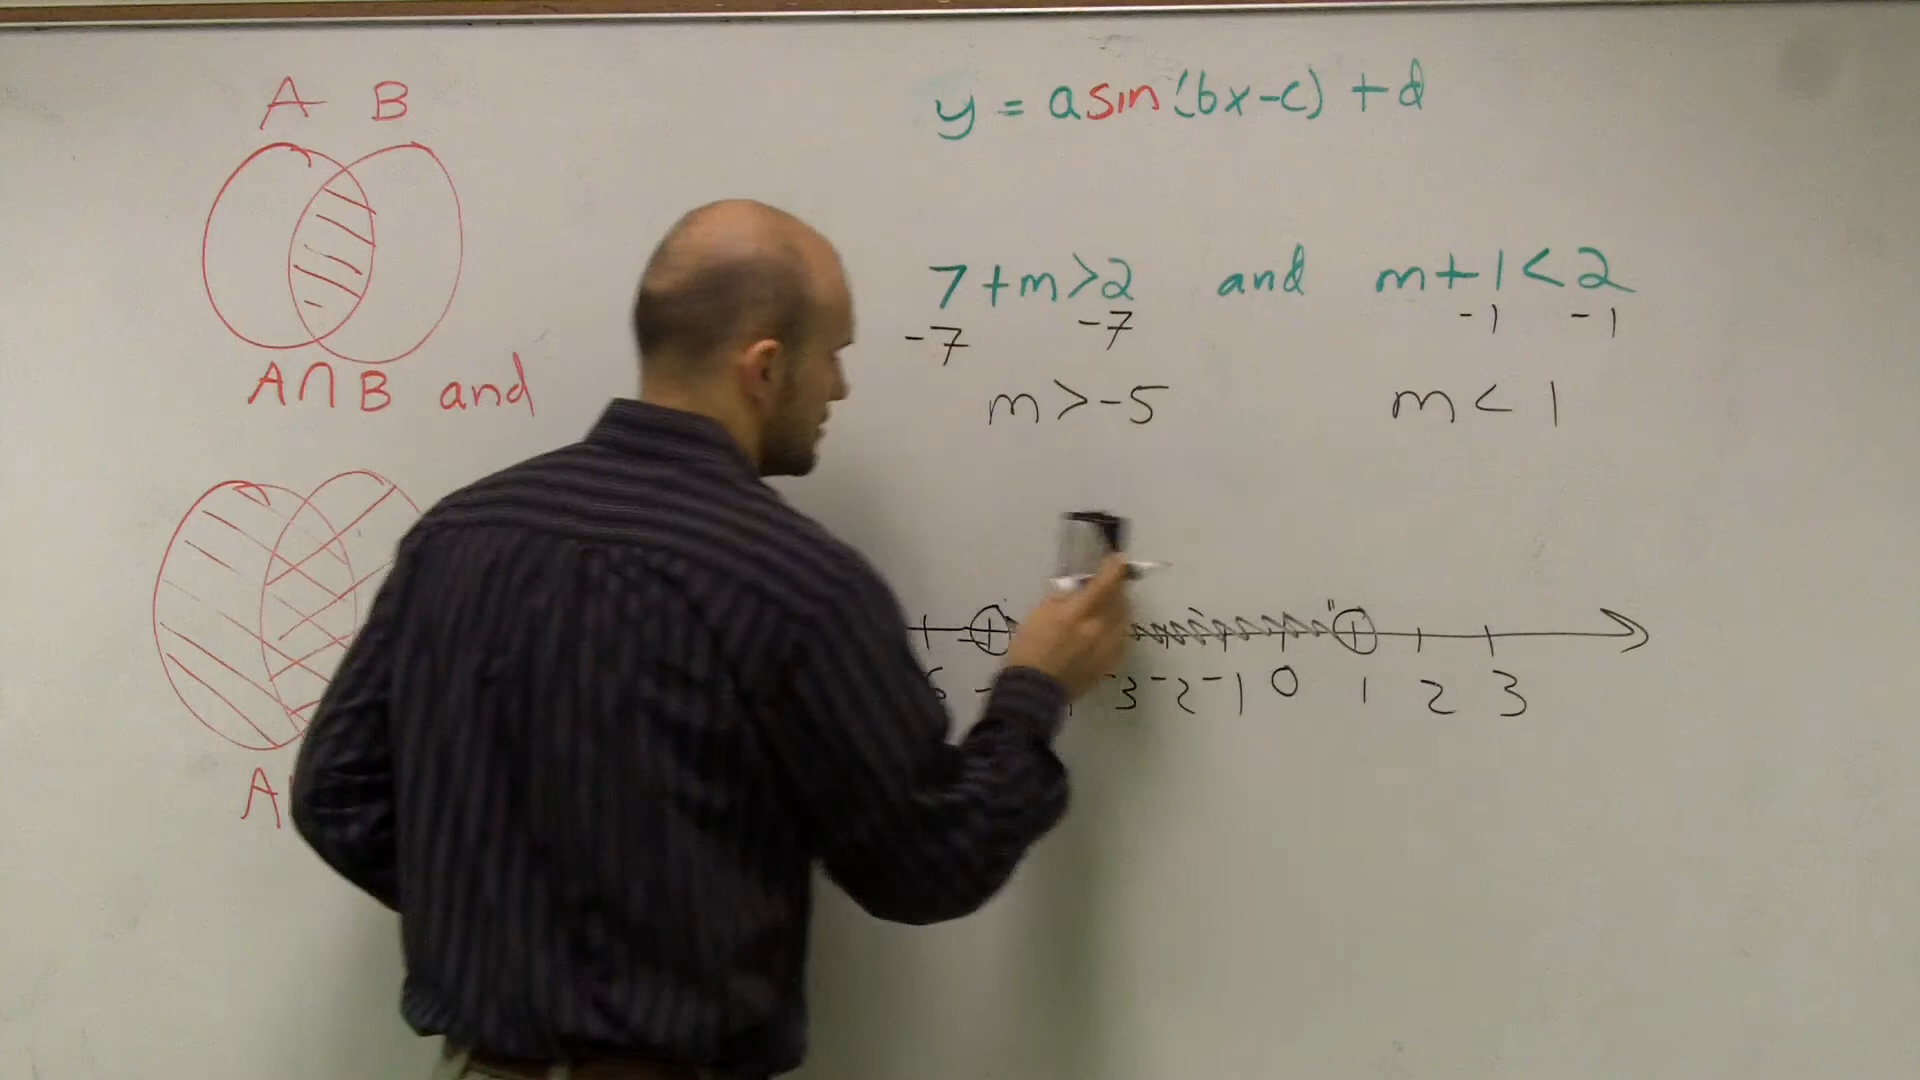 A B
A ∩ B and
A
y = a sin (bx-c) + d
7 + m > 2 and m + 1 < 2
-7 -7 -1 -1
m > -5 m < 1
-3 -2 -1 0 1 2 3